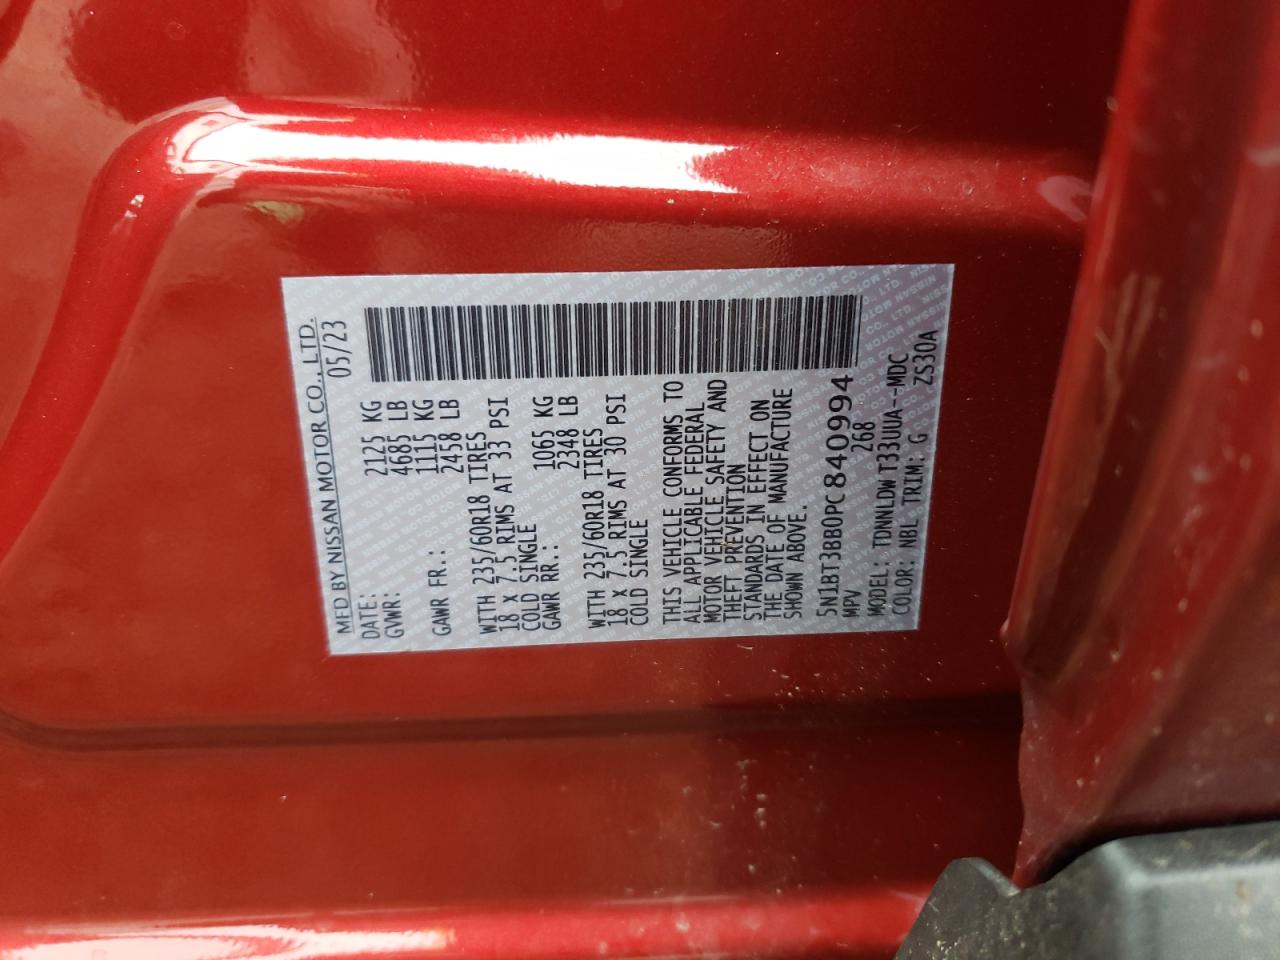 MFD BY NISSAN MOTOR CO., LTD.
DATE: 05/23
GVWR: 2125 KG
4685 LB
GAWR FR.: 1115 KG
2458 LB
WITH 235/60R18 TIRES
18 x 7.5 RIMS AT 33 PSI
COLD SINGLE
GAWR RR.: 1065 KG
2348 LB
WITH 235/60R18 TIRES
18 x 7.5 RIMS AT 30 PSI
COLD SINGLE
THIS VEHICLE CONFORMS TO
ALL APPLICABLE FEDERAL
MOTOR VEHICLE SAFETY AND
THEFT PREVENTION
STANDARDS IN EFFECT ON
THE DATE OF MANUFACTURE
SHOWN ABOVE.
5N1BT3BB0PC840994
MPV 268
MODEL: TDNNLDWT33UUA--MDC
COLOR: NBL TRIM: G ZS30A